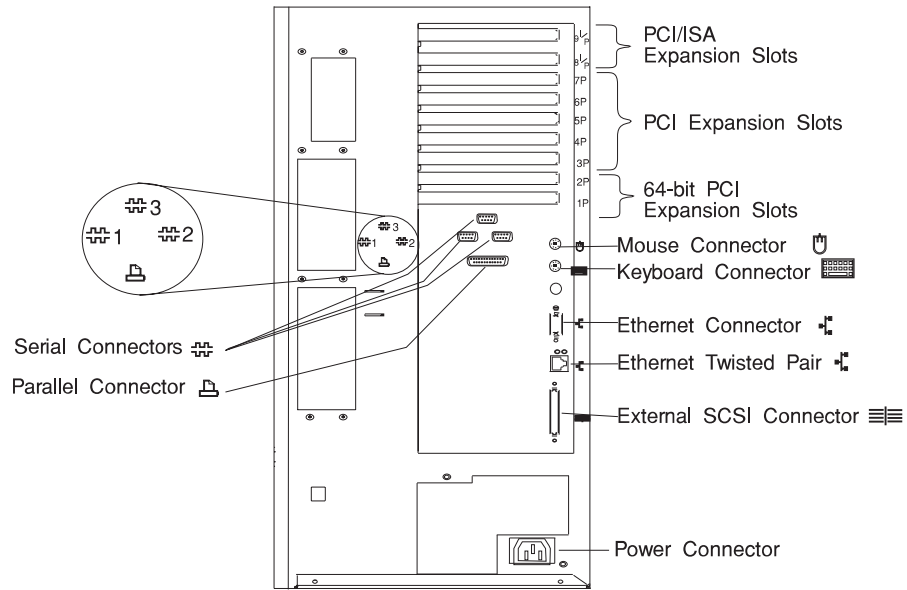 PCI/ISA
Expansion Slots
9I/P
8I/P
7P
6P
5P
4P
3P
2P
1P
PCI Expansion Slots
64-bit PCI
Expansion Slots
3
1
2
3
1
2
Mouse Connector
Keyboard Connector
Ethernet Connector
Ethernet Twisted Pair
External SCSI Connector
Serial Connectors
Parallel Connector
Power Connector